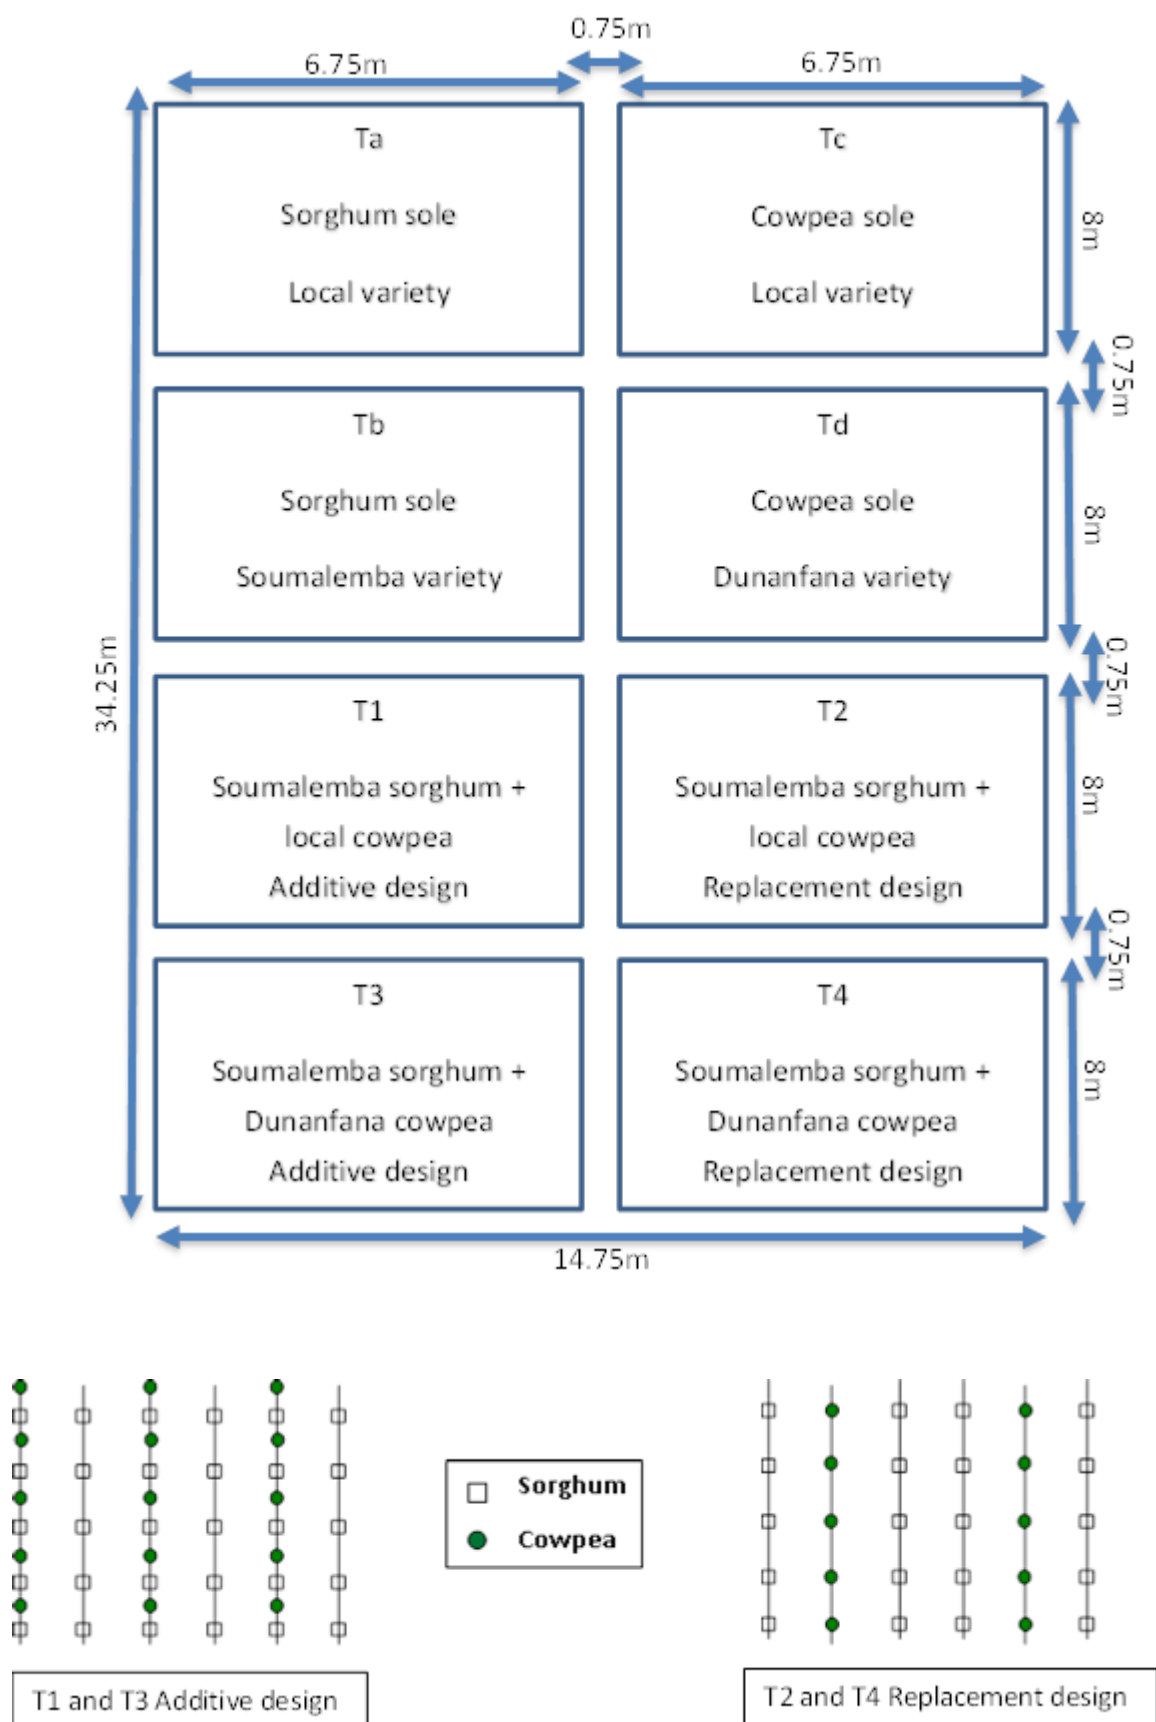 0.75m
6.75m
6.75m
Ta
Sorghum sole
Local variety
Tc
Cowpea sole
Local variety
8m
0.75m
Tb
Sorghum sole
Soumalemba variety
Td
Cowpea sole
Dunanfana variety
8m
0.75m
34.25m
T1
Soumalemba sorghum +
local cowpea
Additive design
T2
Soumalemba sorghum +
local cowpea
Replacement design
8m
0.75m
T3
Soumalemba sorghum +
Dunanfana cowpea
Additive design
T4
Soumalemba sorghum +
Dunanfana cowpea
Replacement design
8m
14.75m
Sorghum
Cowpea
T1 and T3 Additive design
T2 and T4 Replacement design